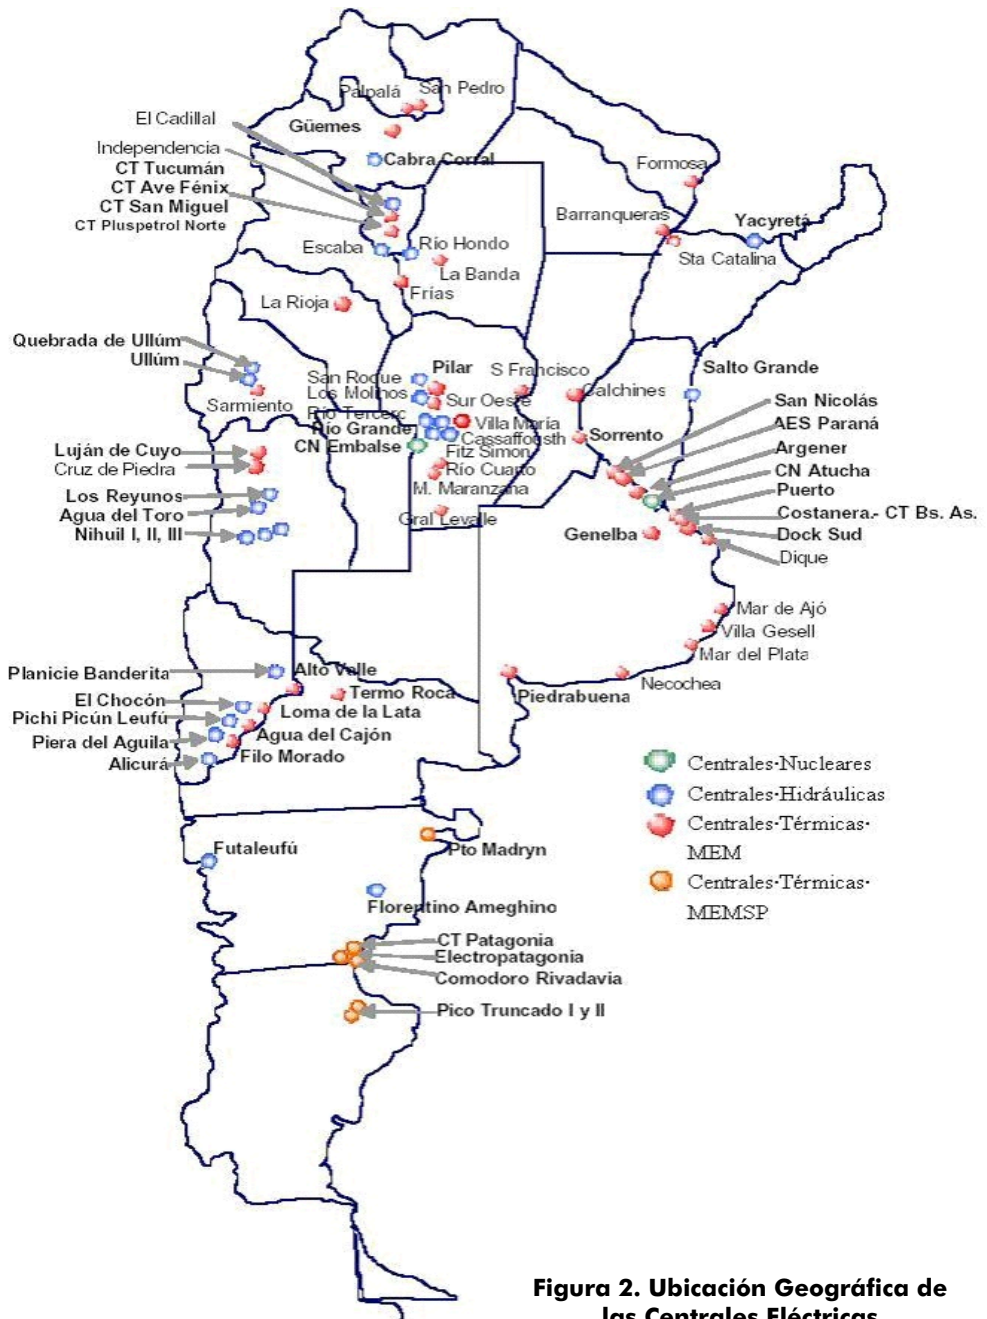 Palpalá
San Pedro
El Cadillal
Güemes
Independencia
Cabra Corral
CT Tucumán
CT Ave Fénix
CT San Miguel
CT Pluspetrol Norte
Formosa
Barranqueras
Yacyretá
Sta Catalina
Escaba
Río Hondo
La Banda
Frías
La Rioja
Quebrada de Ullúm
Ullúm
Sarmiento
San Roque
Pilar
S Francisco
Salto Grande
Los Molinos
Sur Oeste
Calchines
San Nicolás
Río Tercero
Villa María
AES Paraná
Río Grande
Cassaffousth
Sorrento
CN Embalse
Fitz Simon
Argener
Luján de Cuyo
Cruz de Piedra
Río Cuarto
CN Atucha
M. Maranzana
Puerto
Los Reyunos
Agua del Toro
Gral Levalle
Costanera.- CT Bs. As.
Nihuil I, II, III
Genelba
Dock Sud
Dique
Mar de Ajó
Villa Gesell
Mar del Plata
Planicie Banderita
Alto Valle
Necochea
El Chocón
Termo Roca
Piedrabuena
Pichi Picún Leufú
Loma de la Lata
Piera del Aguila
Agua del Cajón
Alicurá
Filo Morado
Centrales·Nucleares
Centrales·Hidráulicas
Centrales·Térmicas·
MEM
Centrales·Térmicas·
MEMSP
Futaleufú
Pto Madryn
Florentino Ameghino
CT Patagonia
Electropatagonia
Comodoro Rivadavia
Pico Truncado I y II
Figura 2. Ubicación Geográfica de
las Centrales Eléctricas